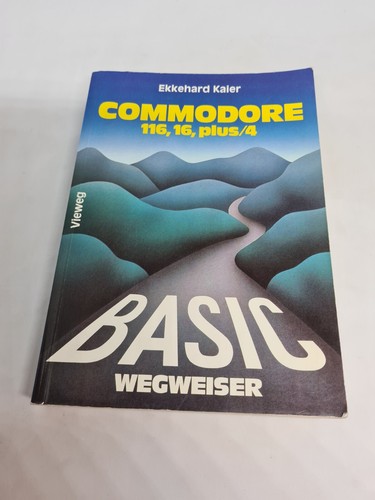 Ekkehard Kaier
COMMODORE
116, 16, plus/4
Vieweg
BASIC
WEGWEISER